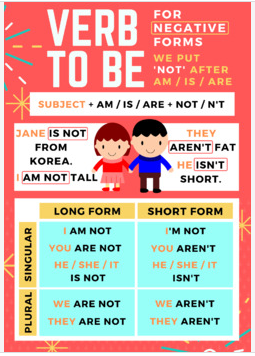 VERB
TO BE
FOR
NEGATIVE
FORMS
WE PUT
'NOT' AFTER
AM / IS / ARE
SUBJECT + AM / IS / ARE + NOT / N'T
JANE IS NOT
FROM
KOREA.
I AM NOT TALL
THEY
AREN'T FAT
HE ISN'T
SHORT.
LONG FORM
SHORT FORM
SINGULAR
I AM NOT
YOU ARE NOT
HE / SHE / IT
IS NOT
I'M NOT
YOU AREN'T
HE / SHE / IT
ISN'T
PLURAL
WE ARE NOT
THEY ARE NOT
WE AREN'T
THEY AREN'T